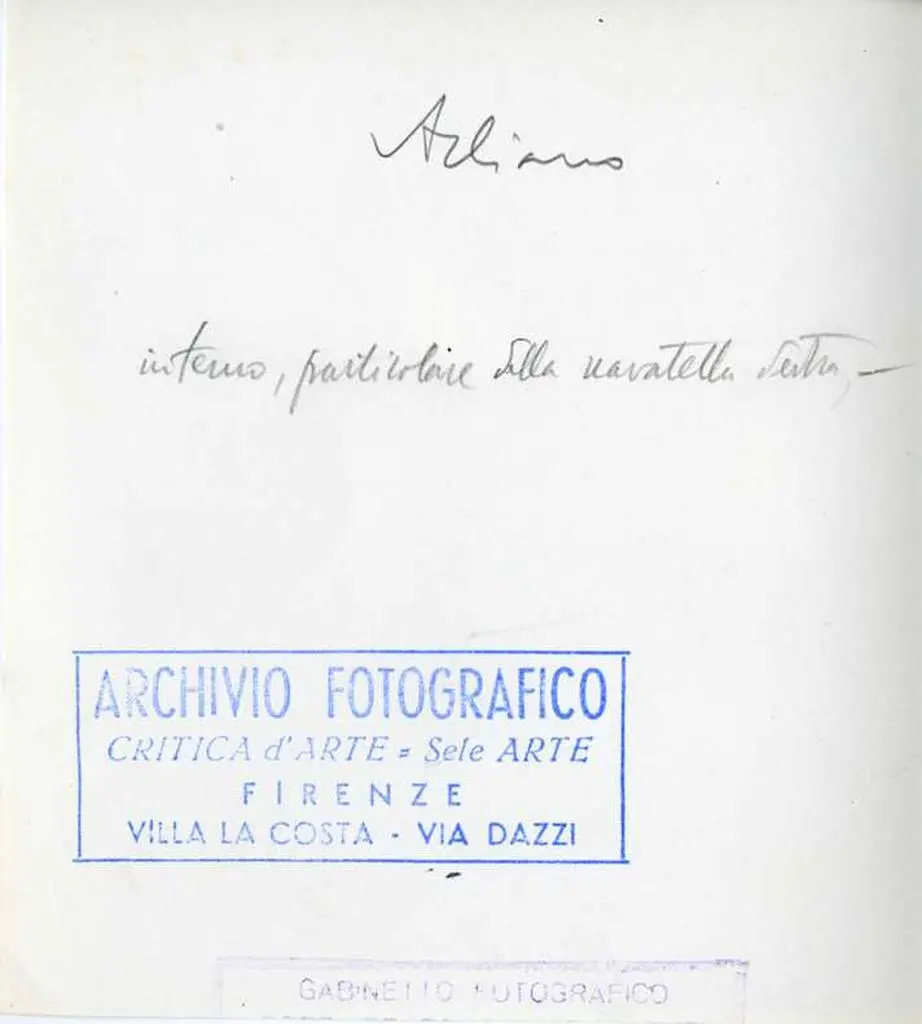 Arliano
interno, particolare della navatella destra, —
ARCHIVIO FOTOGRAFICO
CRITICA d'ARTE = Sele ARTE
FIRENZE
VILLA LA COSTA - VIA DAZZI
GABINETTO FOTOGRAFICO